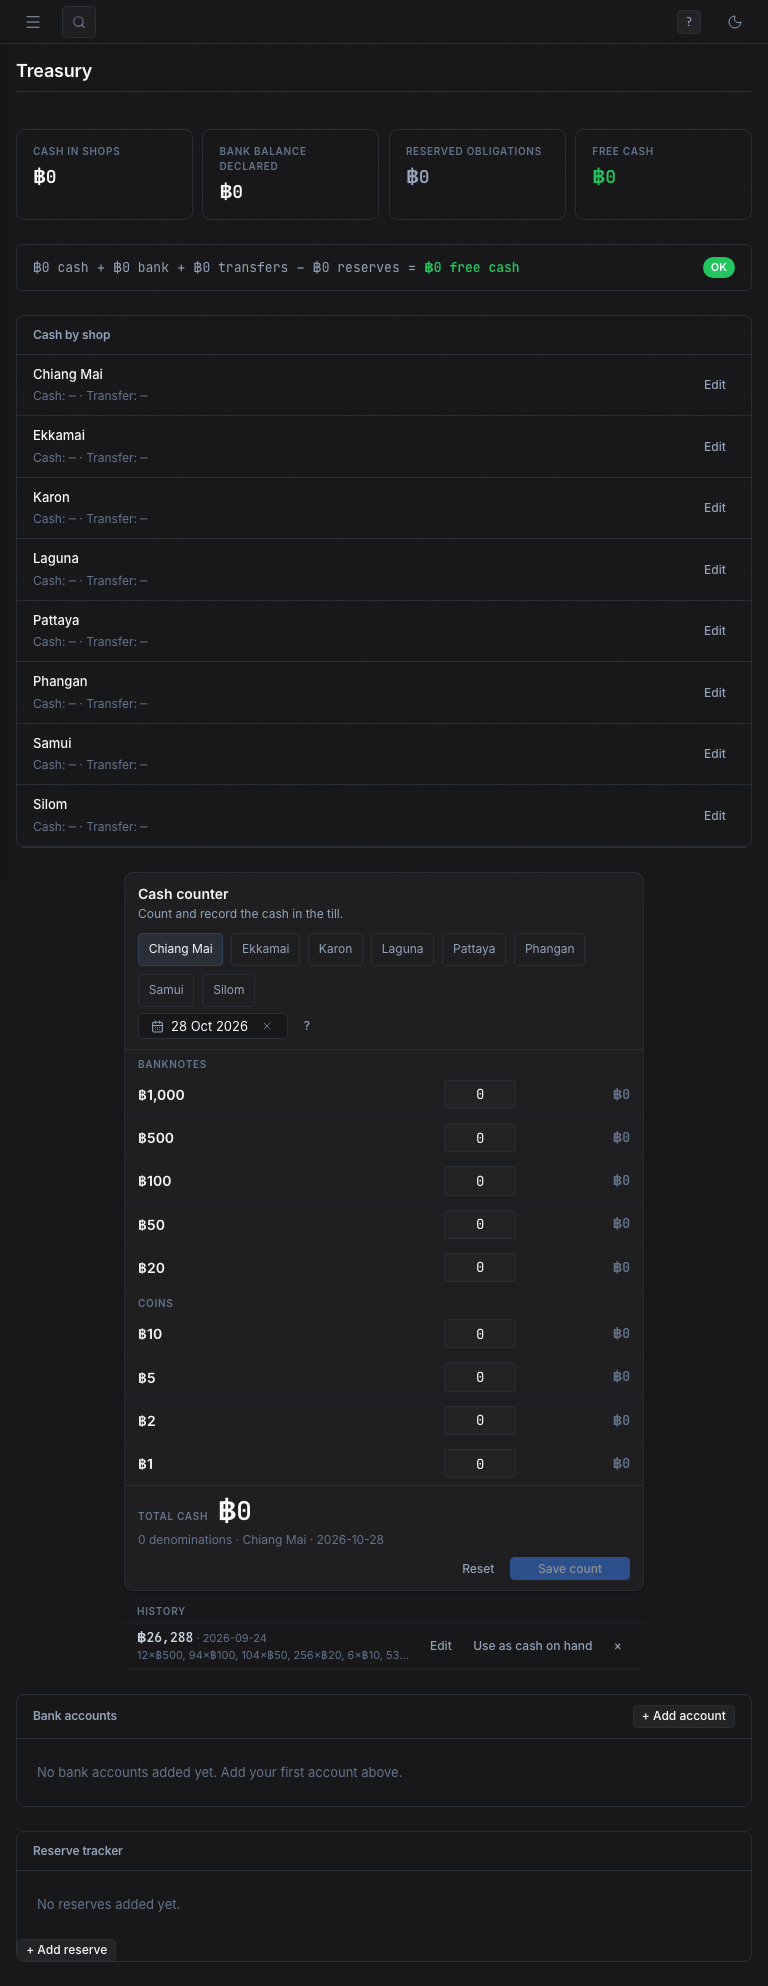 ?
Treasury
CASH IN SHOPS
฿0
BANK BALANCE
DECLARED
฿0
RESERVED OBLIGATIONS
฿0
FREE CASH
฿0
฿0 cash + ฿0 bank + ฿0 transfers − ฿0 reserves = ฿0 free cash
OK
Cash by shop
Chiang Mai
Cash: — · Transfer: —
Edit
Ekkamai
Cash: — · Transfer: —
Edit
Karon
Cash: — · Transfer: —
Edit
Laguna
Cash: — · Transfer: —
Edit
Pattaya
Cash: — · Transfer: —
Edit
Phangan
Cash: — · Transfer: —
Edit
Samui
Cash: — · Transfer: —
Edit
Silom
Cash: — · Transfer: —
Edit
Cash counter
Count and record the cash in the till.
Chiang Mai Ekkamai Karon Laguna Pattaya Phangan
Samui Silom
28 Oct 2026 × ?
BANKNOTES
฿1,000 0 ฿0
฿500 0 ฿0
฿100 0 ฿0
฿50 0 ฿0
฿20 0 ฿0
COINS
฿10 0 ฿0
฿5 0 ฿0
฿2 0 ฿0
฿1 0 ฿0
TOTAL CASH ฿0
0 denominations · Chiang Mai · 2026-10-28
Reset Save count
HISTORY
฿26,288 · 2026-09-24
12×฿500, 94×฿100, 104×฿50, 256×฿20, 6×฿10, 53...
Edit Use as cash on hand ×
Bank accounts
+ Add account
No bank accounts added yet. Add your first account above.
Reserve tracker
No reserves added yet.
+ Add reserve